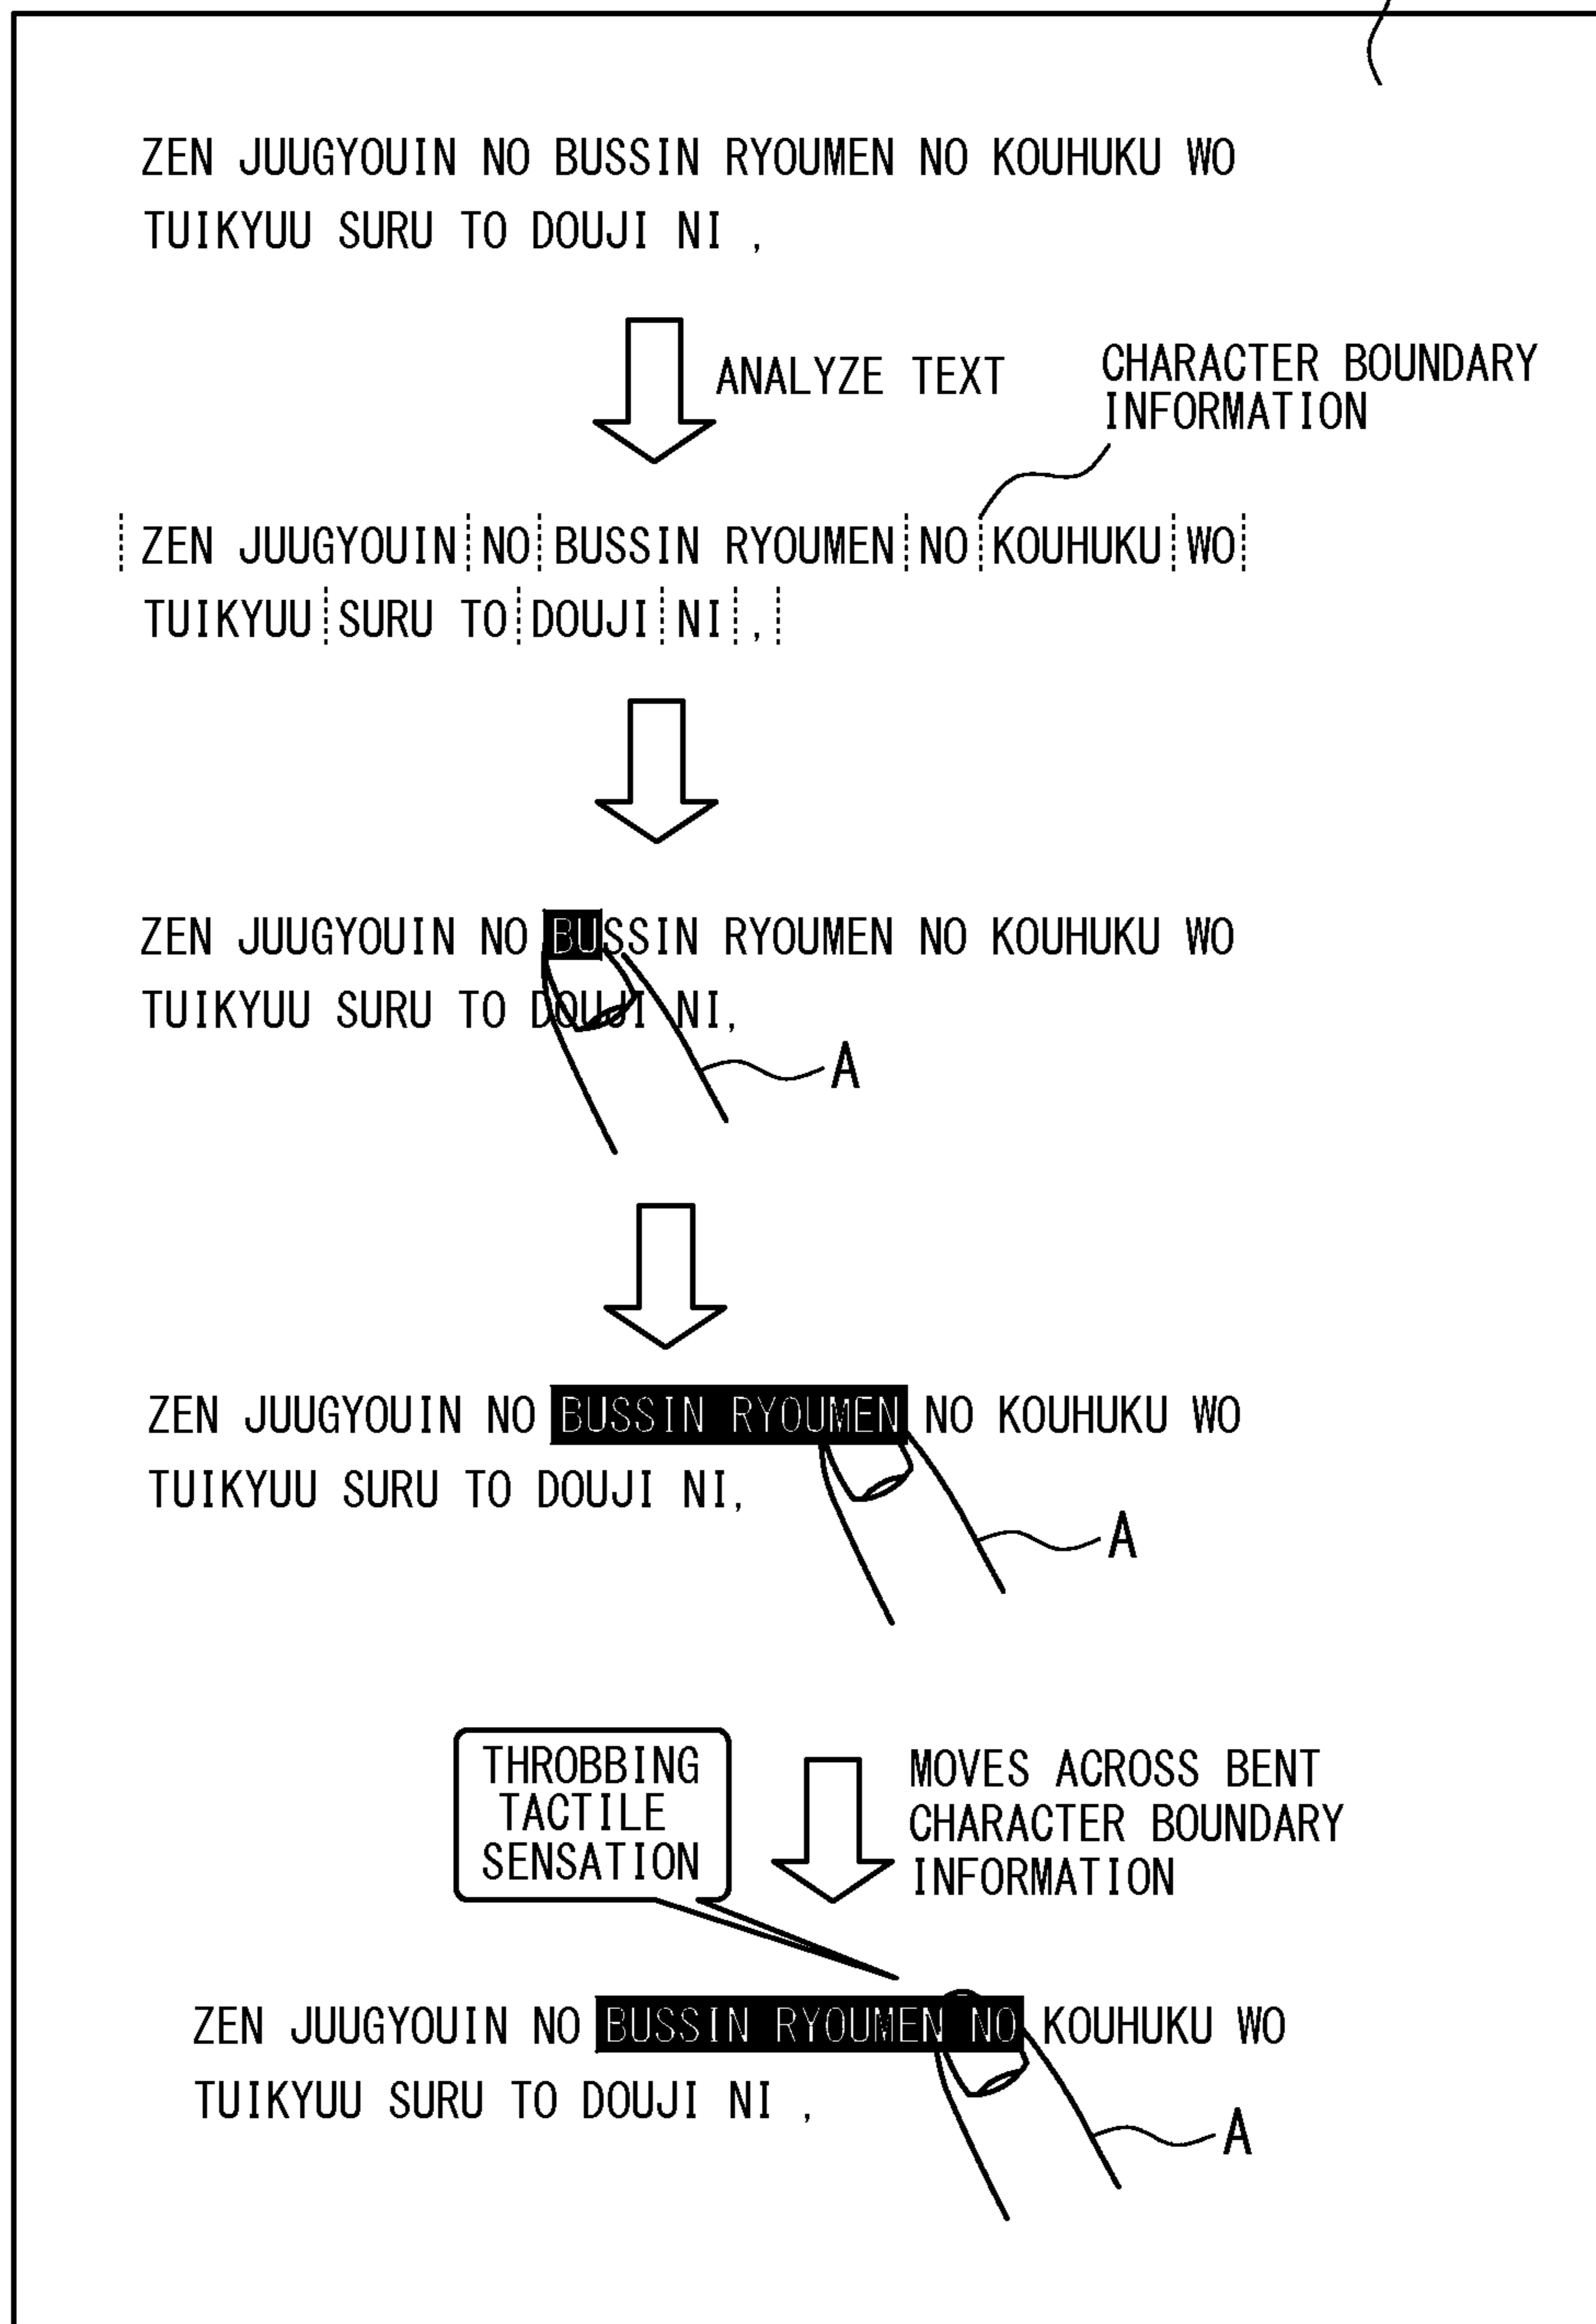 ZEN JUUGYOUIN NO BUSSIN RYOUMEN NO KOUHUKU WO
TUIKYUU SURU TO DOUJI NI ,
ANALYZE TEXT
CHARACTER BOUNDARY
INFORMATION
ZEN JUUGYOUIN NO BUSSIN RYOUMEN NO KOUHUKU WO
TUIKYUU SURU TO DOUJI NI ,
ZEN JUUGYOUIN NO BUSSIN RYOUMEN NO KOUHUKU WO
TUIKYUU SURU TO DOUJI NI,
A
ZEN JUUGYOUIN NO BUSSIN RYOUMEN NO KOUHUKU WO
TUIKYUU SURU TO DOUJI NI,
A
THROBBING
TACTILE
SENSATION
MOVES ACROSS BENT
CHARACTER BOUNDARY
INFORMATION
ZEN JUUGYOUIN NO BUSSIN RYOUMEN NO KOUHUKU WO
TUIKYUU SURU TO DOUJI NI ,
A